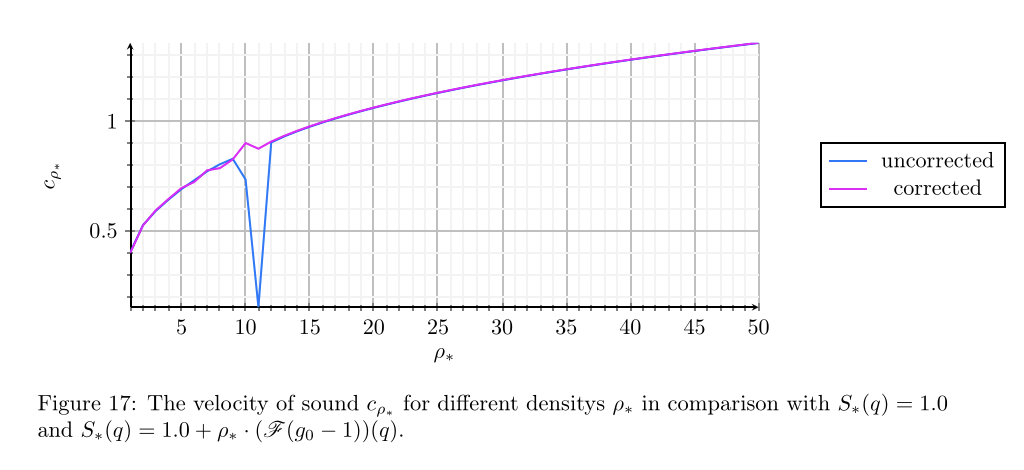 1
0.5
c_{ρ_*}
5 10 15 20 25 30 35 40 45 50
ρ_*
uncorrected
corrected
Figure 17: The velocity of sound c_{ρ_*} for different densitys ρ_* in comparison with S_*(q) = 1.0
and S_*(q) = 1.0 + ρ_* · (ℱ(g_0 − 1))(q).